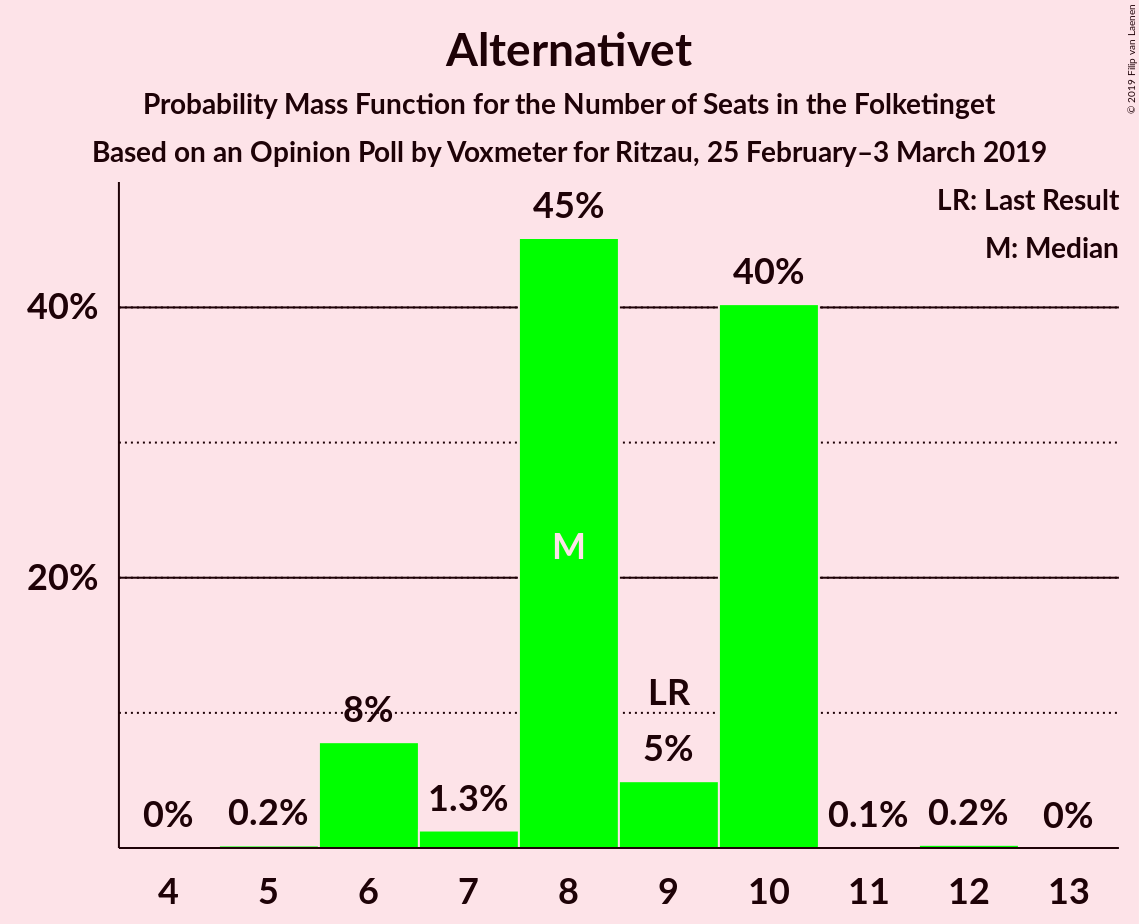 Alternativet
Probability Mass Function for the Number of Seats in the Folketinget
Based on an Opinion Poll by Voxmeter for Ritzau, 25 February–3 March 2019
© 2019 Filip van Laenen
LR: Last Result
M: Median
45%
40%
40%
M
20%
LR
8%
5%
0%
0.2%
1.3%
0.1%
0.2%
0%
4 5 6 7 8 9 10 11 12 13